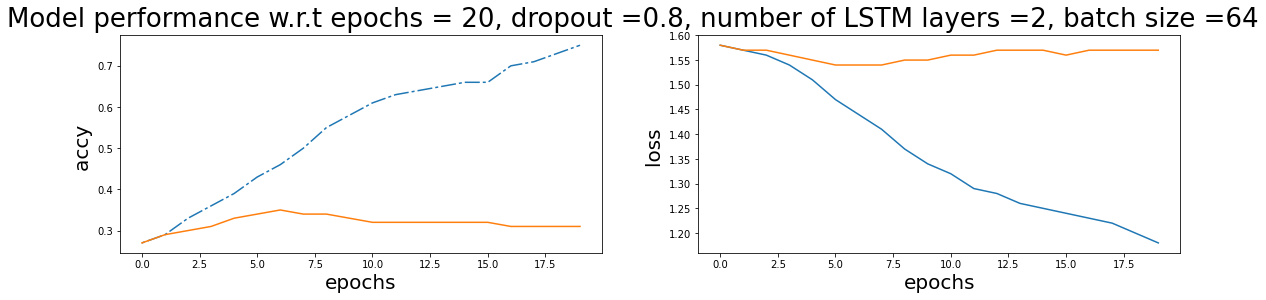 Model performance w.r.t epochs = 20, dropout =0.8, number of LSTM layers =2, batch size =64
accy
0.7
0.6
0.5
0.4
0.3
0.0 2.5 5.0 7.5 10.0 12.5 15.0 17.5
epochs
loss
1.60
1.55
1.50
1.45
1.40
1.35
1.30
1.25
1.20
0.0 2.5 5.0 7.5 10.0 12.5 15.0 17.5
epochs